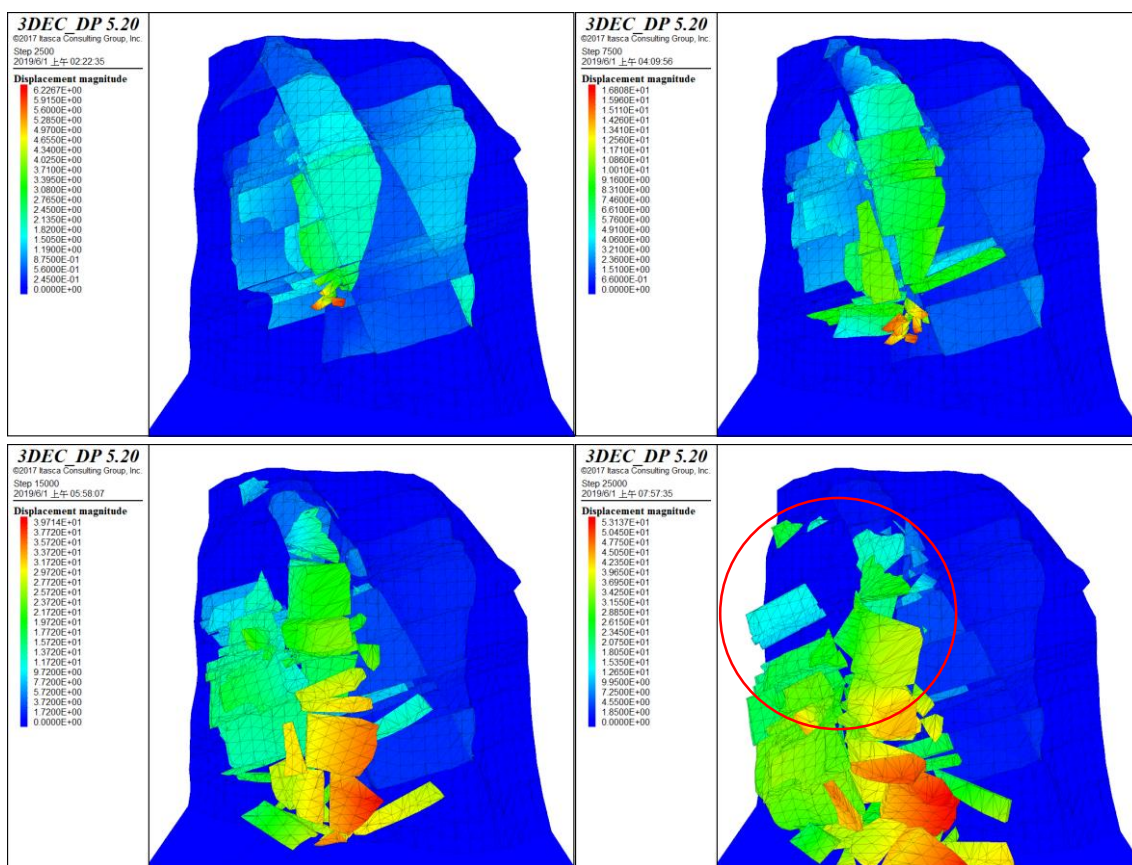 3DEC_DP 5.20
©2017 Itasca Consulting Group, Inc.
Step 2500
2019/6/1 上午 02:22:35
Displacement magnitude
6.2267E+00
5.9150E+00
5.6000E+00
5.2850E+00
4.9700E+00
4.6550E+00
4.3400E+00
4.0250E+00
3.7100E+00
3.3950E+00
3.0800E+00
2.7650E+00
2.4500E+00
2.1350E+00
1.8200E+00
1.5050E+00
1.1900E+00
8.7500E-01
5.6000E-01
2.4500E-01
0.0000E+00
3DEC_DP 5.20
©2017 Itasca Consulting Group, Inc.
Step 7500
2019/6/1 上午 04:09:56
Displacement magnitude
1.6808E+01
1.5960E+01
1.5110E+01
1.4260E+01
1.3410E+01
1.2560E+01
1.1710E+01
1.0860E+01
1.0010E+01
9.1600E+00
8.3100E+00
7.4600E+00
6.6100E+00
5.7600E+00
4.9100E+00
4.0600E+00
3.2100E+00
2.3600E+00
1.5100E+00
6.6000E-01
0.0000E+00
3DEC_DP 5.20
©2017 Itasca Consulting Group, Inc.
Step 15000
2019/6/1 上午 05:58:07
Displacement magnitude
3.9714E+01
3.7720E+01
3.5720E+01
3.3720E+01
3.1720E+01
2.9720E+01
2.7720E+01
2.5720E+01
2.3720E+01
2.1720E+01
1.9720E+01
1.7720E+01
1.5720E+01
1.3720E+01
1.1720E+01
9.7200E+00
7.7200E+00
5.7200E+00
3.7200E+00
1.7200E+00
0.0000E+00
3DEC_DP 5.20
©2017 Itasca Consulting Group, Inc.
Step 25000
2019/6/1 上午 07:57:35
Displacement magnitude
5.3137E+01
5.0450E+01
4.7750E+01
4.5050E+01
4.2350E+01
3.9650E+01
3.6950E+01
3.4250E+01
3.1550E+01
2.8850E+01
2.6150E+01
2.3450E+01
2.0750E+01
1.8050E+01
1.5350E+01
1.2650E+01
9.9500E+00
7.2500E+00
4.5500E+00
1.8500E+00
0.0000E+00